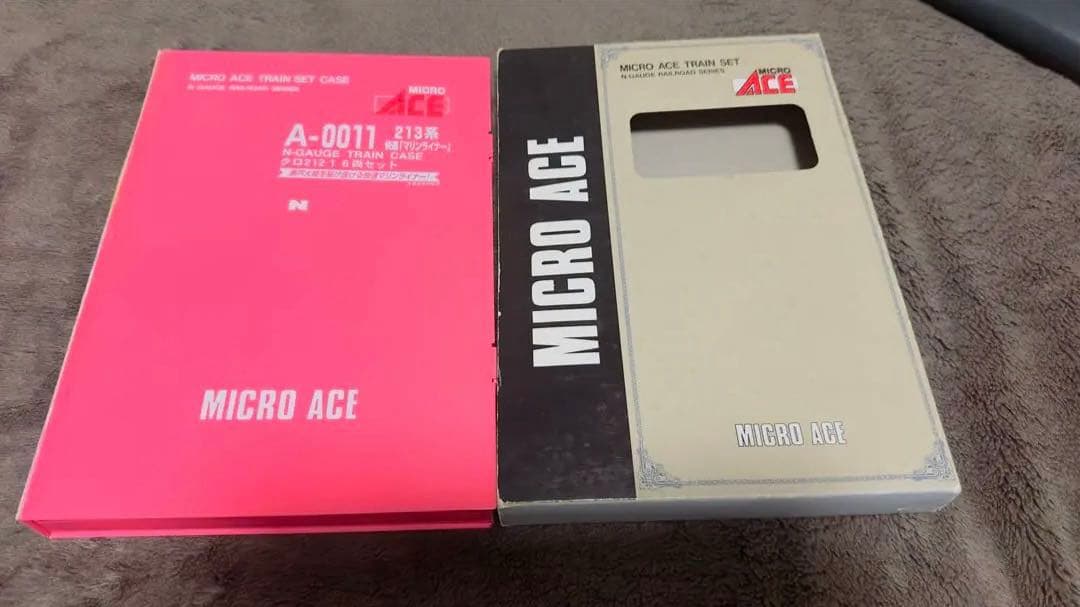 MICRO ACE TRAIN SET CASE
N-GAUGE RAILROAD SERIES
MICRO
ACE
A-0011 213系
快速「マリンライナー」
N-GAUGE TRAIN CASE
クロ212-1 6両セット
N
MICRO ACE
MICRO ACE
MICRO ACE TRAIN SET
N-GAUGE RAILROAD SERIES
MICRO
ACE
MICRO ACE